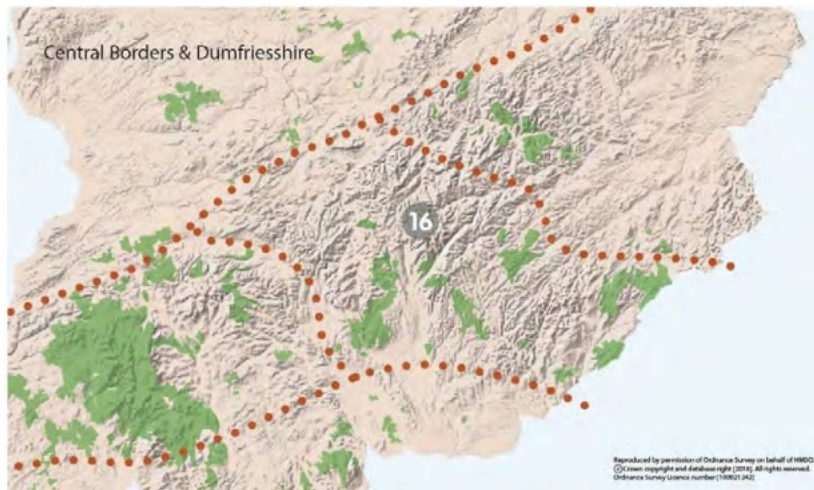 Central Borders & Dumfriesshire
16
Reproduced by permission of Ordnance Survey on behalf of HMSO.
© Crown copyright and database right [2018]. All rights reserved.
Ordnance Survey Licence number [100021242]